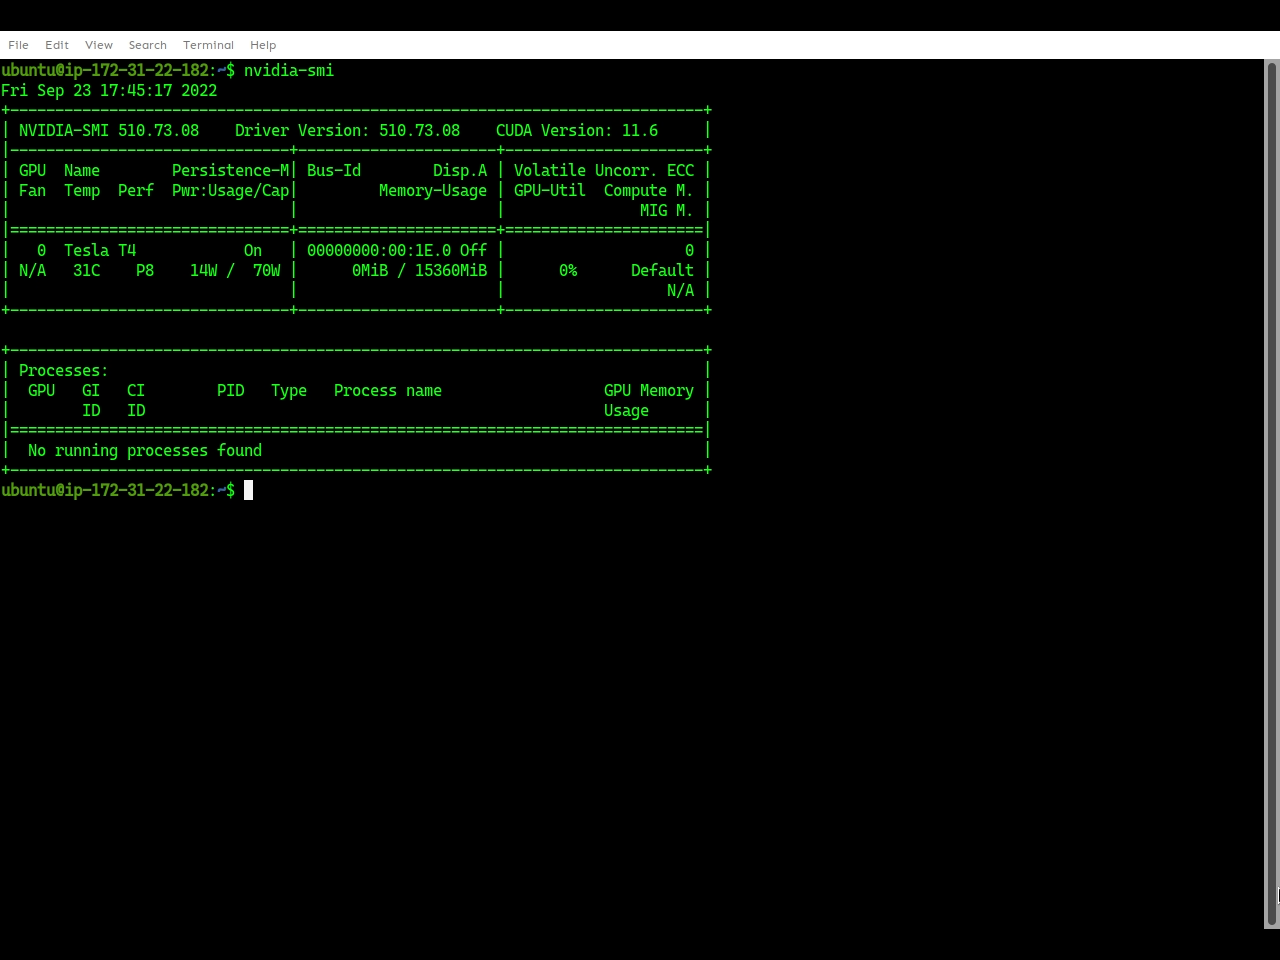 File Edit View Search Terminal Help
ubuntu@ip-172-31-22-182:~$ nvidia-smi
Fri Sep 23 17:45:17 2022
+-----------------------------------------------------------------------------+
| NVIDIA-SMI 510.73.08    Driver Version: 510.73.08    CUDA Version: 11.6     |
|-------------------------------+----------------------+----------------------+
| GPU  Name        Persistence-M| Bus-Id        Disp.A | Volatile Uncorr. ECC |
| Fan  Temp  Perf  Pwr:Usage/Cap|         Memory-Usage | GPU-Util  Compute M. |
|                               |                      |               MIG M. |
|===============================+======================+======================|
|   0  Tesla T4            On   | 00000000:00:1E.0 Off |                    0 |
| N/A   31C    P8    14W /  70W |      0MiB / 15360MiB |      0%      Default |
|                               |                      |                  N/A |
+-------------------------------+----------------------+----------------------+

+-----------------------------------------------------------------------------+
| Processes:                                                                  |
|  GPU   GI   CI        PID   Type   Process name                  GPU Memory |
|        ID   ID                                                   Usage      |
|=============================================================================|
|  No running processes found                                                 |
+-----------------------------------------------------------------------------+
ubuntu@ip-172-31-22-182:~$